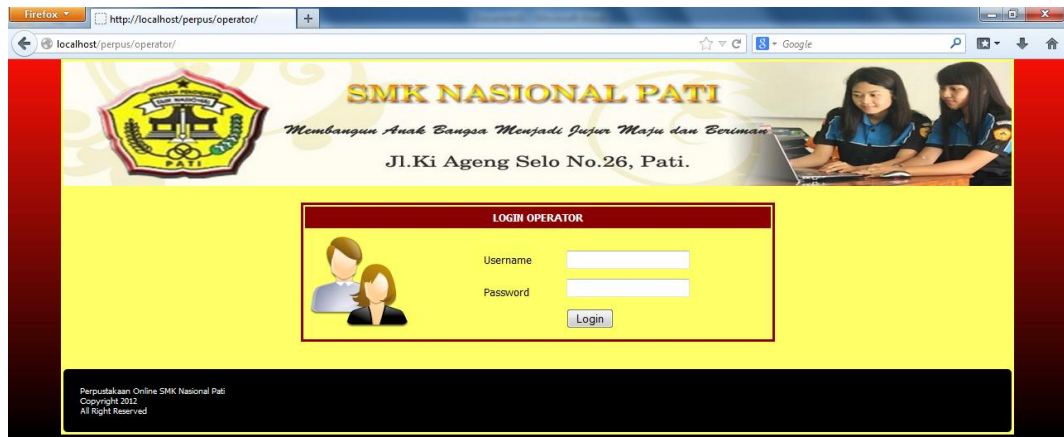 Firefox
http://localhost/perpus/operator/
localhost/perpus/operator/
Google
SMK NASIONAL PATI
Membangun Anak Bangsa Menjadi Jujur Maju dan Beriman
Jl.Ki Ageng Selo No.26, Pati.
SMK NASIONAL
PATI
LOGIN OPERATOR
Username
Password
Login
Perpustakaan Online SMK Nasional Pati
Copyright 2012
All Right Reserved